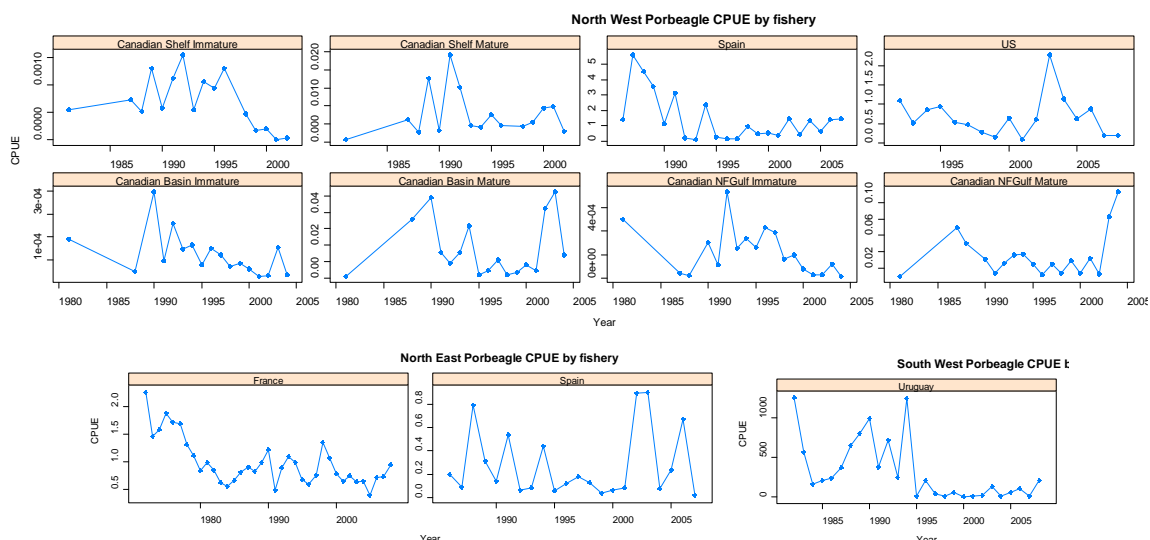 North West Porbeagle CPUE by fishery
Canadian Shelf Immature Canadian Shelf Mature Spain US
0.0000 0.0010
0.000 0.010 0.020
0 1 2 3 4 5
0.0 0.5 1.0 1.5 2.0
1985 1990 1995 2000
1985 1990 1995 2000
1990 1995 2000 2005
1995 2000 2005
CPUE
Canadian Basin Immature Canadian Basin Mature Canadian NFGulf Immature Canadian NFGulf Mature
1e-04 3e-04
0.00 0.02 0.04
0e+00 4e-04
0.02 0.06 0.10
1980 1985 1990 1995 2000 2005
1980 1985 1990 1995 2000 2005
1980 1985 1990 1995 2000 2005
1980 1985 1990 1995 2000 2005
Year
North East Porbeagle CPUE by fishery
France Spain
CPUE
0.5 1.0 1.5 2.0
0.0 0.2 0.4 0.6 0.8
1980 1990 2000
1990 1995 2000 2005
Year
South West Porbeagle CPUE
Uruguay
CPUE
0 500 1000
1985 1990 1995 2000 2005
Year